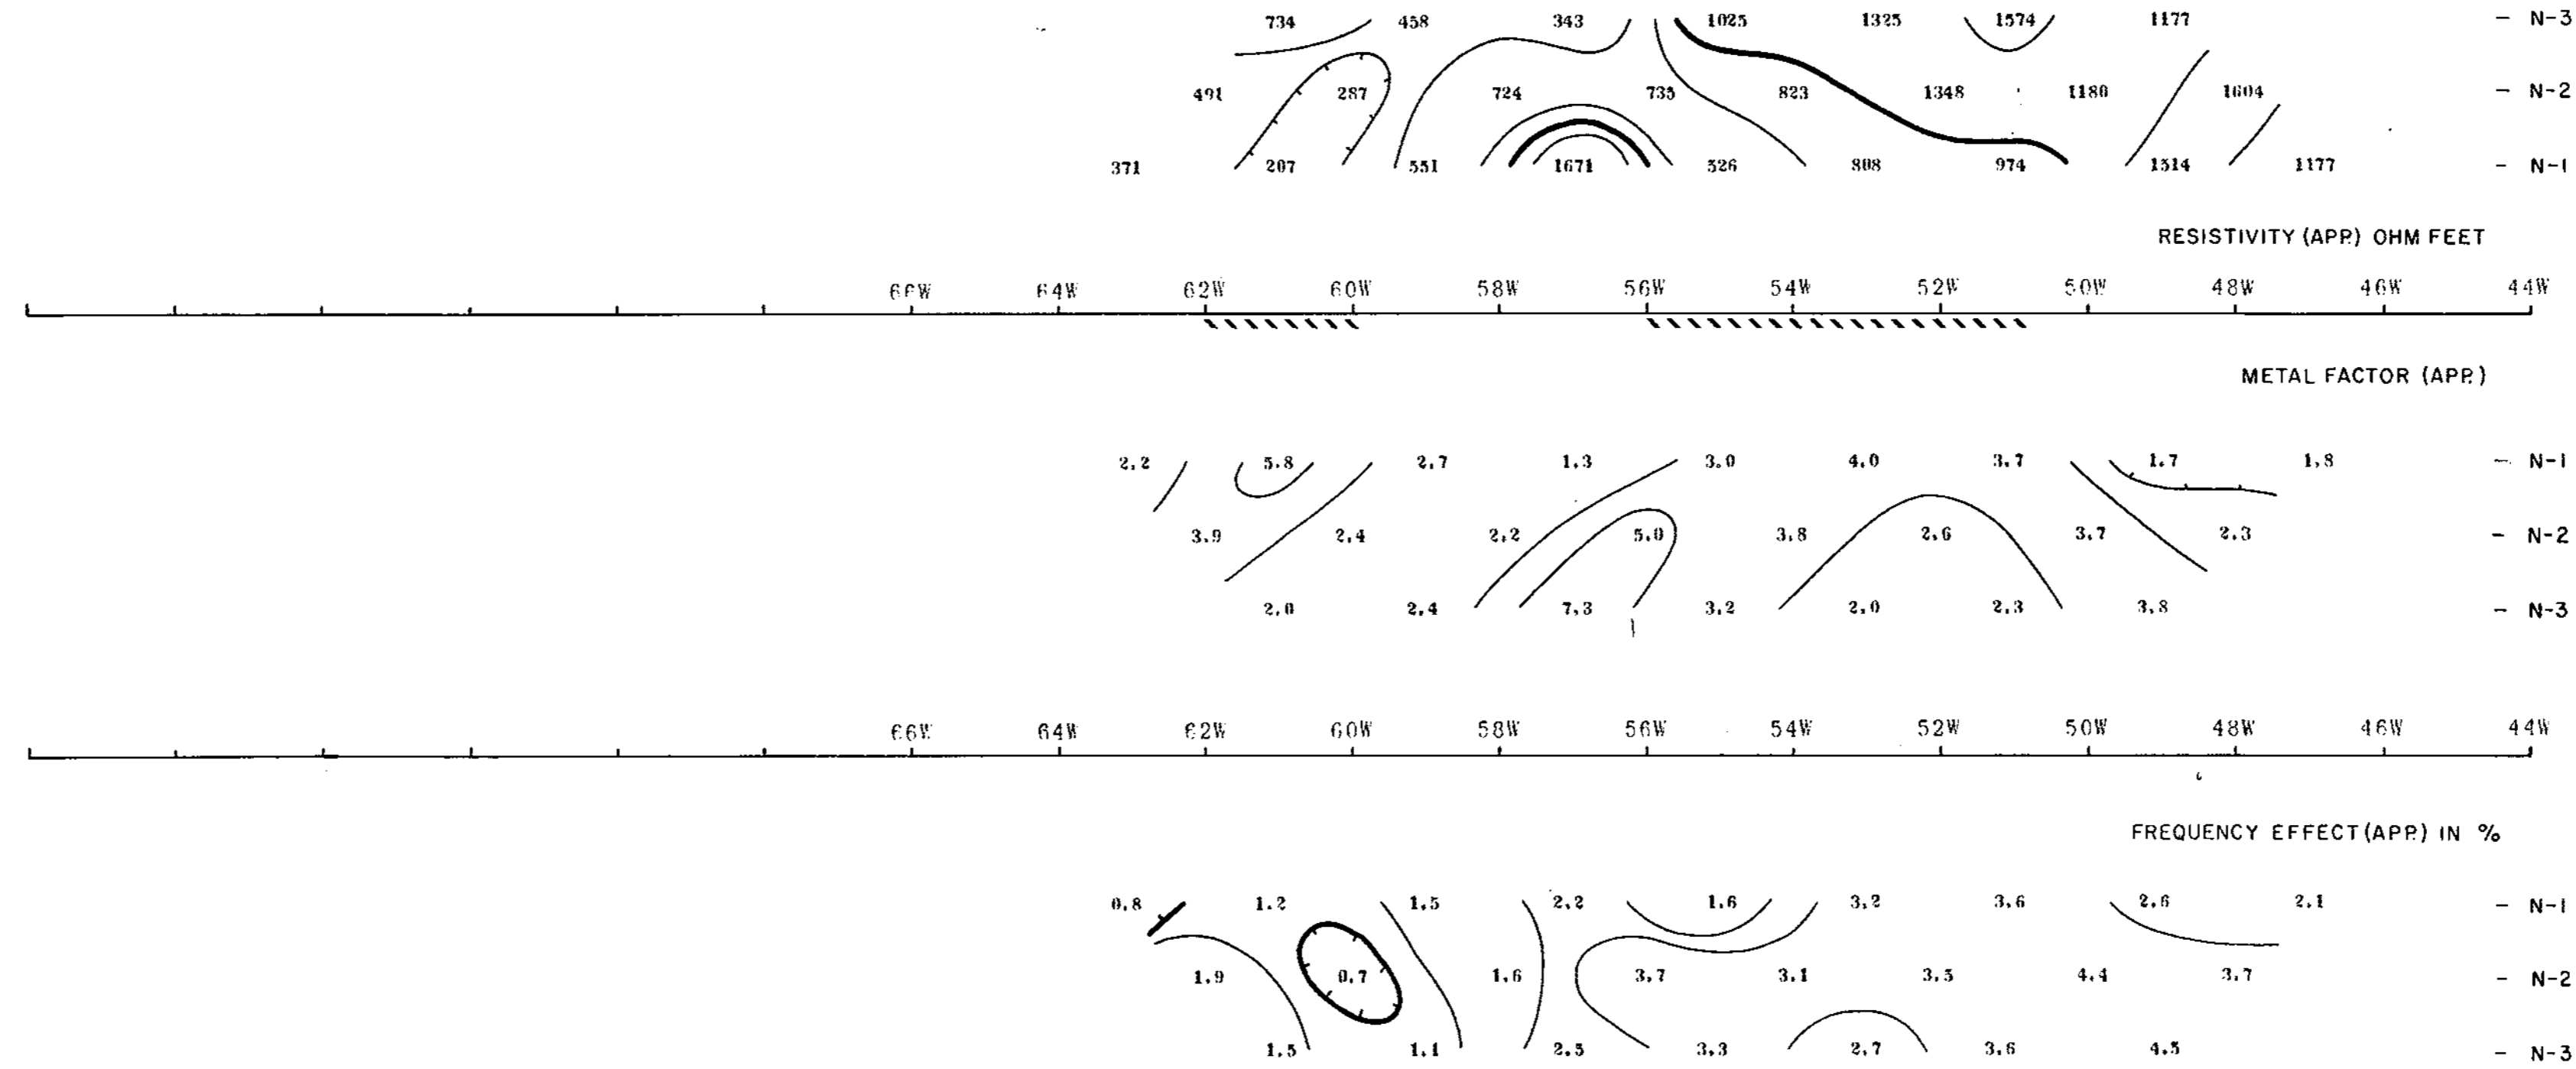 734 458 343 1025 1325 1574 1177 - N-3
491 287 724 735 823 1348 1180 1604 - N-2
371 207 551 1671 526 808 974 1514 1177 - N-1
RESISTIVITY (APP.) OHM FEET
66W 64W 62W 60W 58W 56W 54W 52W 50W 48W 46W 44W
METAL FACTOR (APP.)
2.2 5.8 2.7 1.3 3.0 4.0 3.7 1.7 1.8 - N-1
3.9 2.4 2.2 5.0 3.8 2.6 3.7 2.3 - N-2
2.0 2.4 7.3 3.2 2.0 2.3 3.8 - N-3
66W 64W 62W 60W 58W 56W 54W 52W 50W 48W 46W 44W
FREQUENCY EFFECT (APP.) IN %
0.8 1.2 1.5 2.2 1.6 3.2 3.6 2.6 2.1 - N-1
1.9 0.7 1.6 3.7 3.1 3.5 4.4 3.7 - N-2
1.5 1.1 2.5 3.3 2.7 3.6 4.5 - N-3